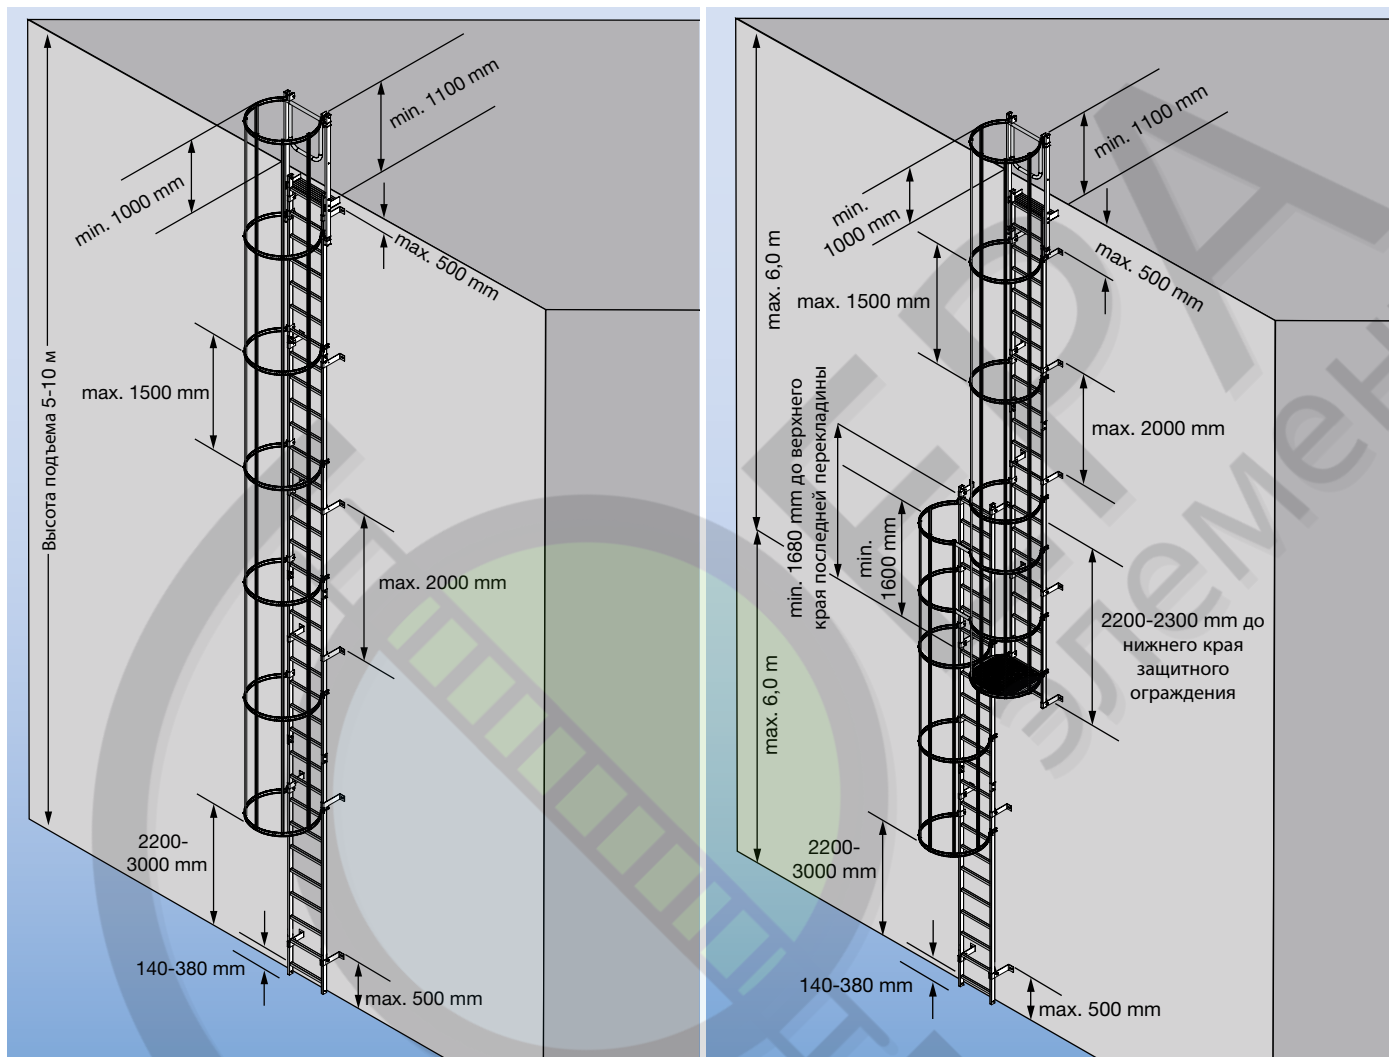 min. 1100 mm
min. 1000 mm
max. 500 mm
Высота подъема 5-10 м
max. 1500 mm
max. 2000 mm
2200-
3000 mm
140-380 mm
max. 500 mm
min. 1100 mm
min.
1000 mm
max. 6,0 m
max. 500 mm
max. 1500 mm
max. 2000 mm
min. 1680 mm до верхнего
края последней перекладины
min.
1600 mm
2200-2300 mm до
нижнего края
защитного
ограждения
max. 6,0 m
2200-
3000 mm
140-380 mm
max. 500 mm
ЕРА
элемен